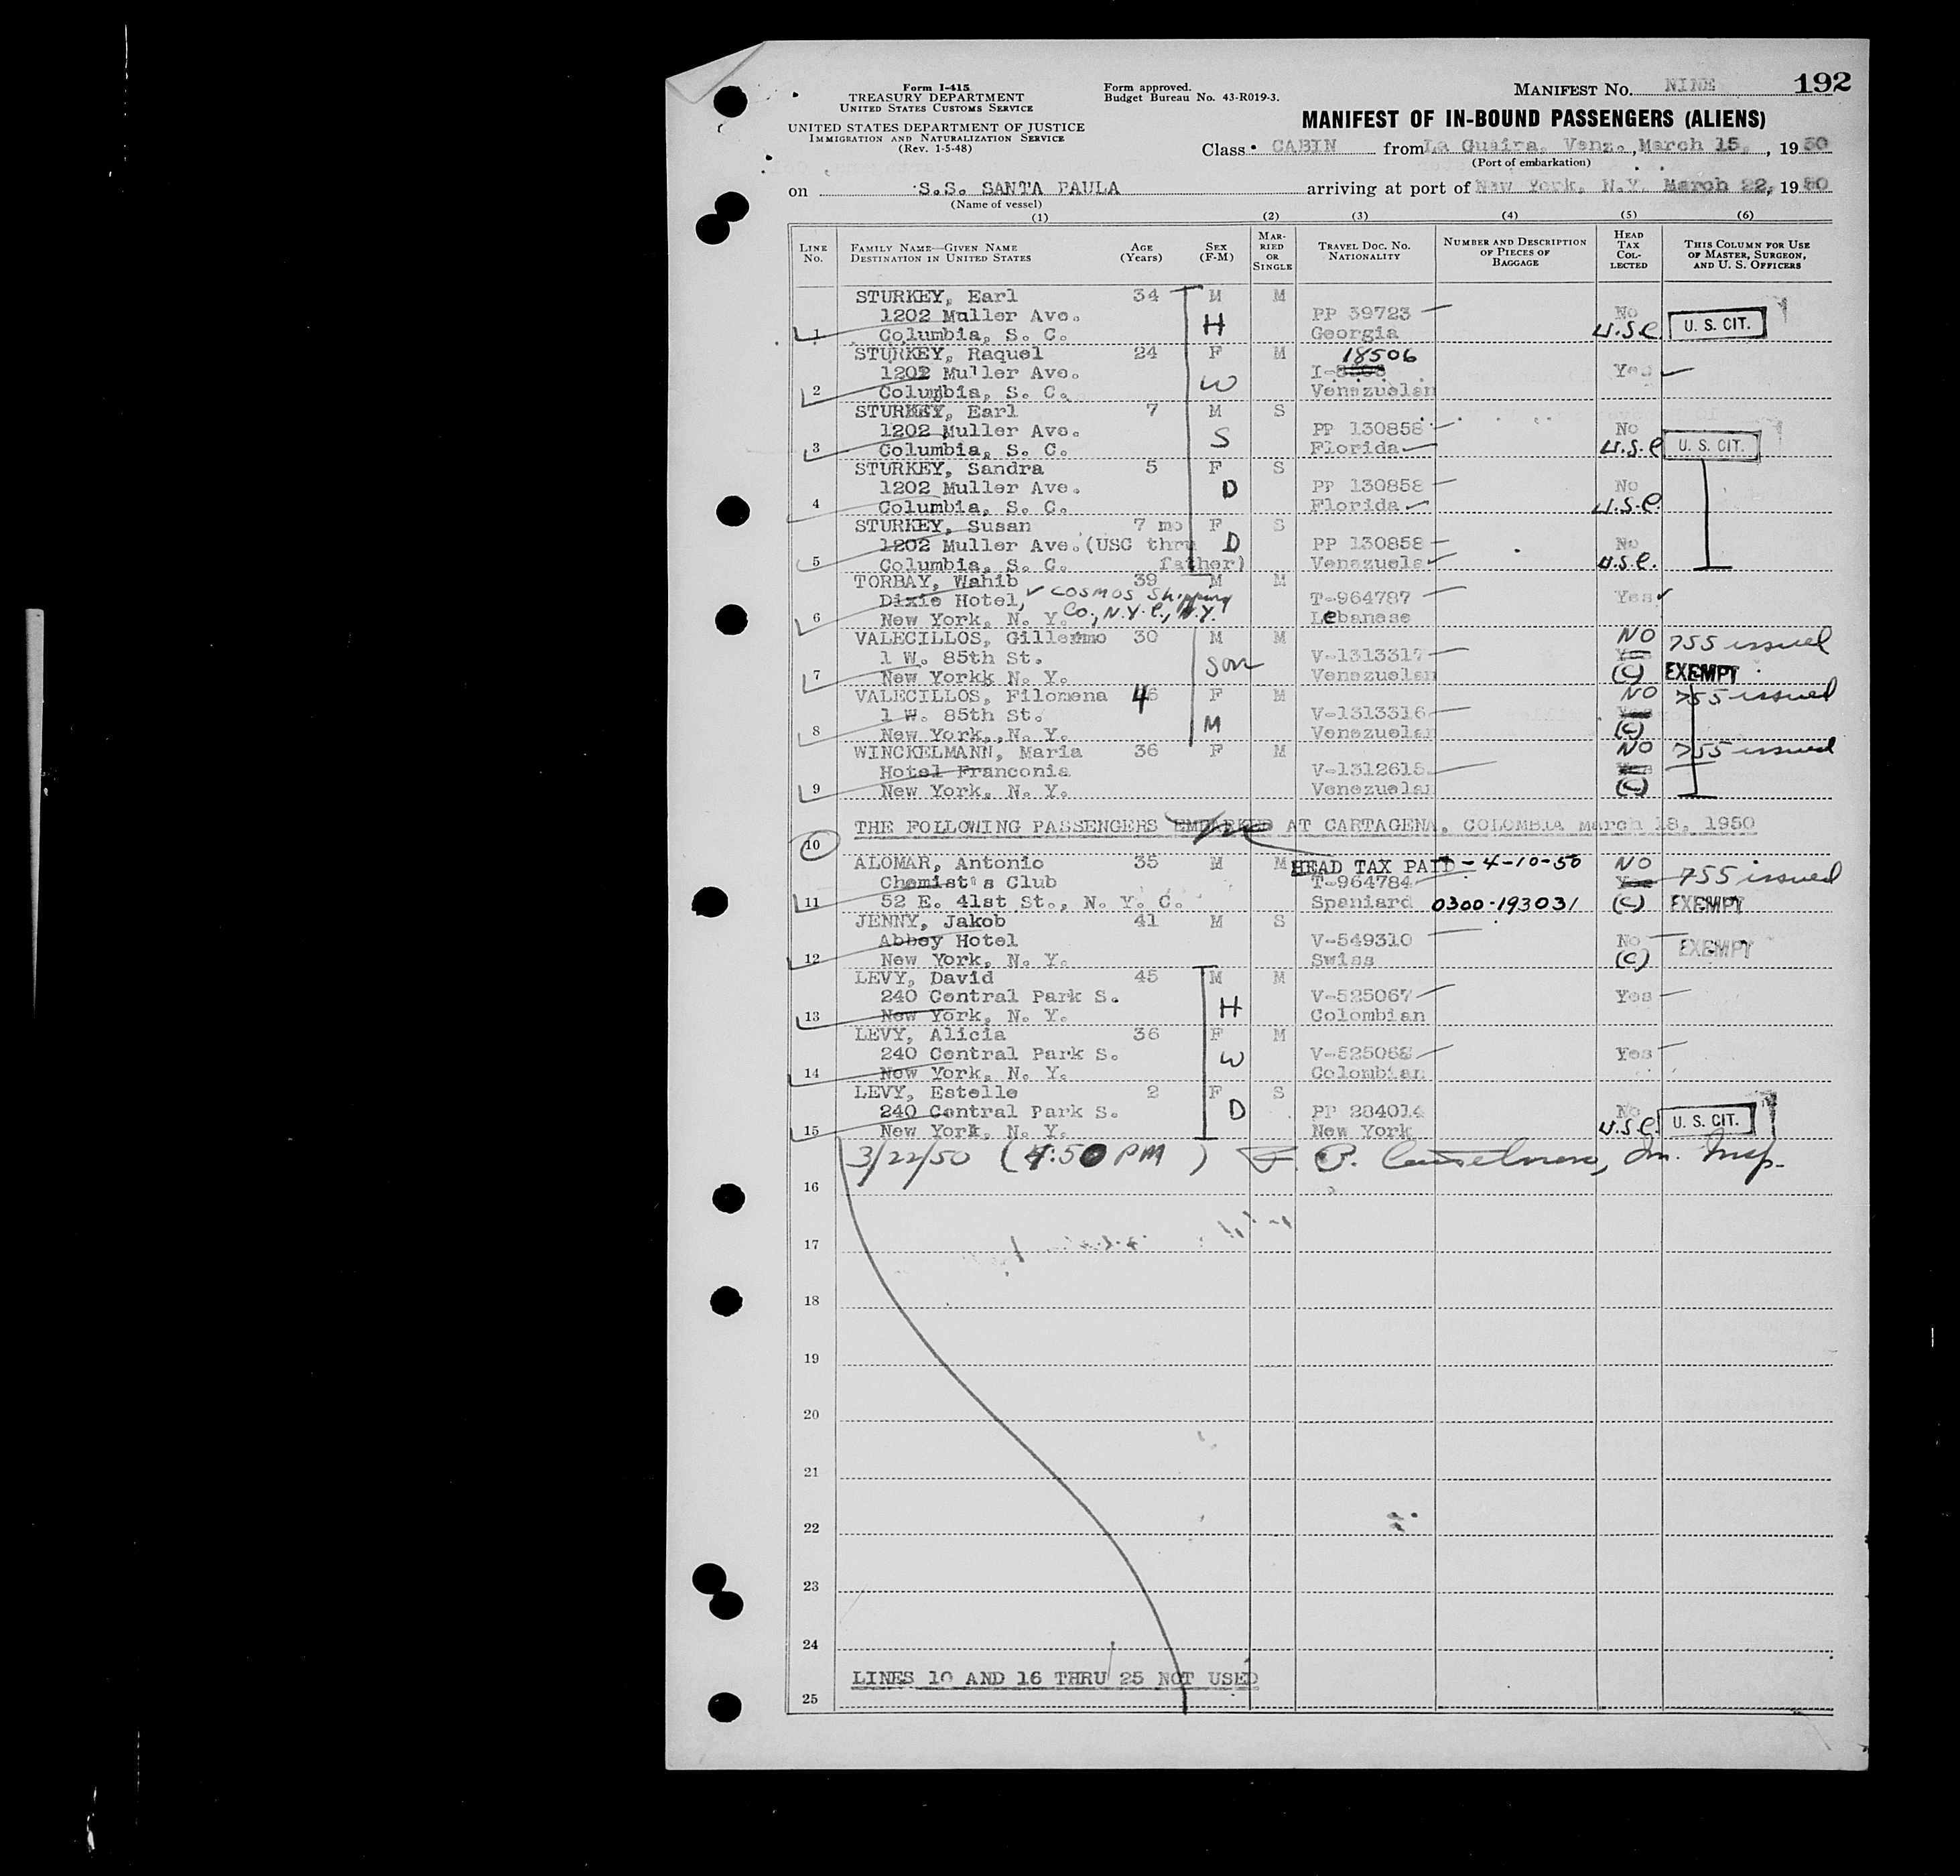 Form I-415
TREASURY DEPARTMENT
UNITED STATES CUSTOMS SERVICE
UNITED STATES DEPARTMENT OF JUSTICE
IMMIGRATION AND NATURALIZATION SERVICE
(Rev. 1-5-48)
Form approved.
Budget Bureau No. 43-R019-3.
MANIFEST No. NINE 192
MANIFEST OF IN-BOUND PASSENGERS (ALIENS)
Class CABIN from La Guaira, Venz., March 15, 1950
(Port of embarkation)
on S.S. SANTA PAULA arriving at port of New York, N.Y. March 22, 1950
(Name of vessel)
(1) (2) (3) (4) (5) (6)
LINE No. FAMILY NAME—GIVEN NAME DESTINATION IN UNITED STATES AGE (YEARS) SEX (F-M) MARRIED OR SINGLE TRAVEL DOC. NO. NATIONALITY NUMBER AND DESCRIPTION OF PIECES OF BAGGAGE HEAD TAX COLLECTED THIS COLUMN FOR USE OF MASTER, SURGEON, AND U. S. OFFICERS
STURKEY, Earl 34 M M
1202 Muller Ave. H PP 39723 No
1 Columbia, S. C. Georgia U.S.C. U. S. CIT.
STURKEY, Raquel 24 F M 18506
1202 Muller Ave. W I- Yes
2 Columbia, S. C. Venezuelan
STURKEY, Earl 7 M S
1202 Muller Ave. S PP 130858 No
3 Columbia, S. C. Florida U.S.C U. S. CIT.
STURKEY, Sandra 5 F S
1202 Muller Ave. D PP 130858 No
4 Columbia, S. C. Florida U.S.C.
STURKEY, Susan 7 mo F S
1202 Muller Ave. (USC thru D PP 130858 No
5 Columbia, S. C. father) Venezuela U.S.C.
TORBAY, Wahib 39 M M
Dixie Hotel, ✓ COSMOS Shipping T-964787 Yes
6 New York, N. Y. Co., N.Y.C., N.Y. Lebanese
VALECILLOS, Gillermo 30 M M NO 755 issued
1 W. 85th St. Son V-1313317 Yes
7 New Yorkk N. Y. Venezuelan (C) EXEMPT
VALECILLOS, Filomena 46 F M NO 755 issued
1 W. 85th St. M V-1313316 Yes
8 New York, N. Y. Venezuelan (C)
WINCKELMANN, Maria 36 F M NO 755 issued
Hotel Franconia V-1312615 Yes
9 New York, N. Y. Venezuelan (C)
10 THE FOLLOWING PASSENGERS EMBARKED AT CARTAGENA, COLOMBIA March 18, 1950
ALOMAR, Antonio 35 M M HEAD TAX PAID - 4-10-50 NO
Chemist's Club T-964784 Yes 755 issued
11 52 E. 41st St., N. Y. C. Spaniard 0300-193031 (C) EXEMPT
JENNY, Jakob 41 M S
Abbey Hotel V-549310 No EXEMPT
12 New York, N. Y. Swiss (C)
LEVY, David 45 M M
240 Central Park S. H V-525067 Yes
13 New York, N. Y. Colombian
LEVY, Alicia 36 F M
240 Central Park S. W V-525068 Yes
14 New York, N. Y. Colombian
LEVY, Estelle 2 F S
240 Central Park S. D PP 284014 No
15 New York, N. Y. New York U.S.C. U. S. CIT.
3/22/50 (4:50 PM) Im. Insp.
16
17
18
19
20
21
22
23
24
LINES 10 AND 16 THRU 25 NOT USED
25